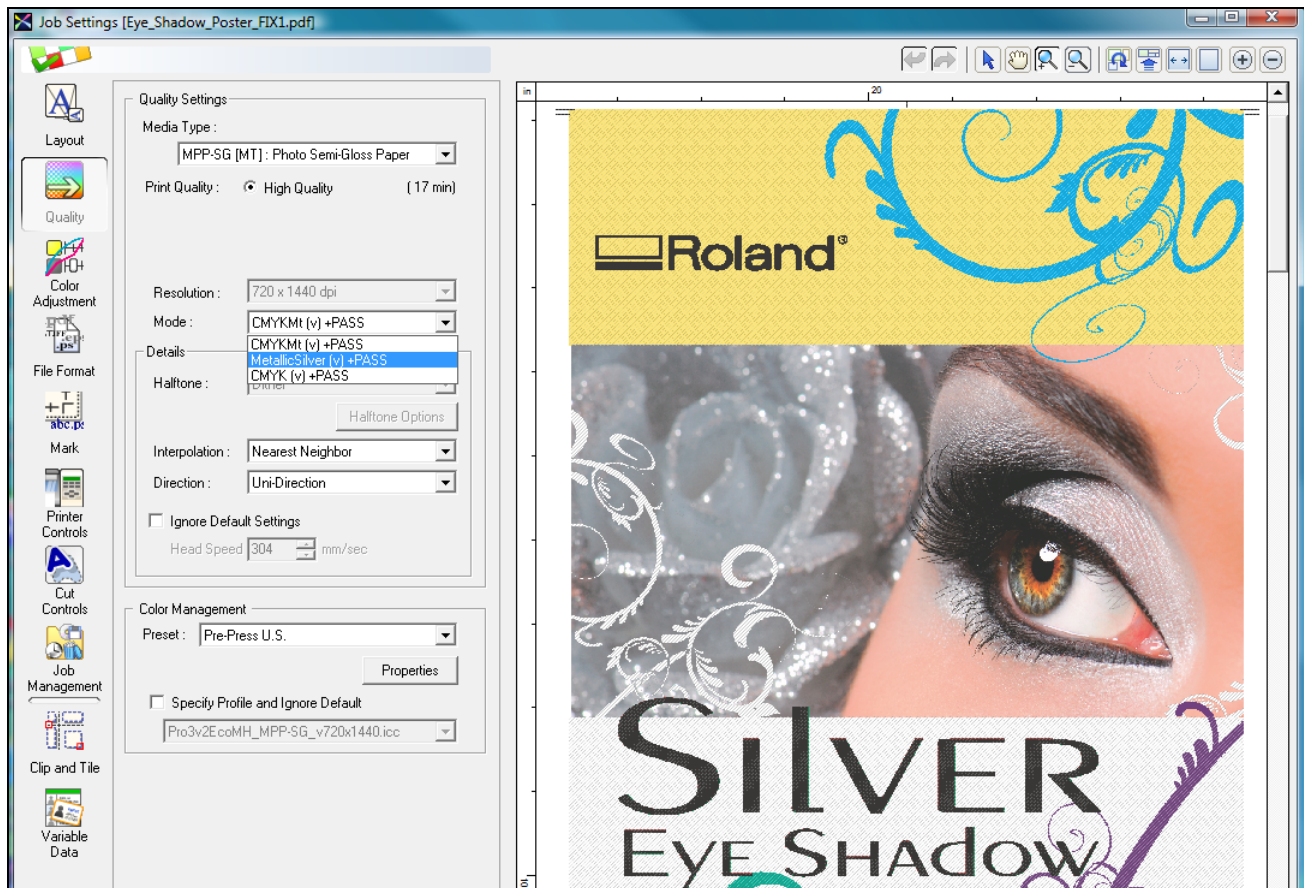 Job Settings [Eye_Shadow_Poster_FIX1.pdf]
Layout
Quality
Color
Adjustment
File Format
abc.ps
Mark
Printer
Controls
Cut
Controls
Job
Management
Clip and Tile
Variable
Data
Quality Settings
Media Type :
MPP-SG [MT] : Photo Semi-Gloss Paper
Print Quality : High Quality ( 17 min)
Resolution : 720 x 1440 dpi
Mode : CMYKMt (v) +PASS
CMYKMt (v) +PASS
MetallicSilver (v) +PASS
CMYK (v) +PASS
Details
Halftone :
Halftone Options
Interpolation : Nearest Neighbor
Direction : Uni-Direction
Ignore Default Settings
Head Speed 304 mm/sec
Color Management
Preset : Pre-Press U.S.
Properties
Specify Profile and Ignore Default
Pro3v2EcoMH_MPP-SG_v720x1440.icc
in
20
10
Roland®
Silver
Eye Shadow